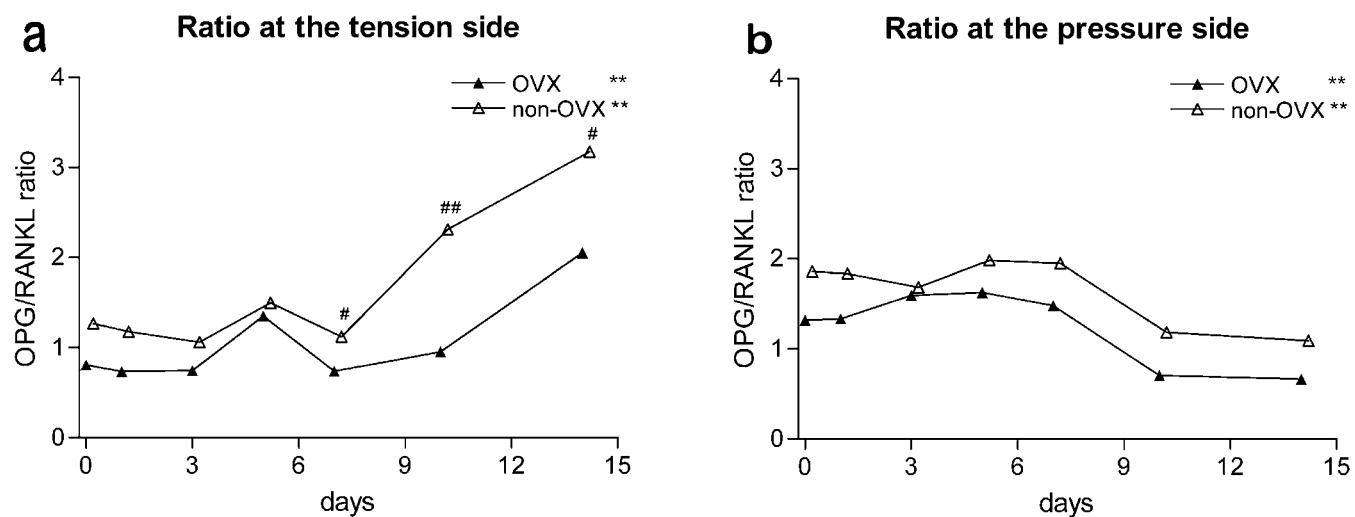 a
Ratio at the tension side
OVX **
non-OVX **
#
##
#
4
3
2
1
0
OPG/RANKL ratio
0 3 6 9 12 15
days
b
Ratio at the pressure side
OVX **
non-OVX **
4
3
2
1
0
OPG/RANKL ratio
0 3 6 9 12 15
days